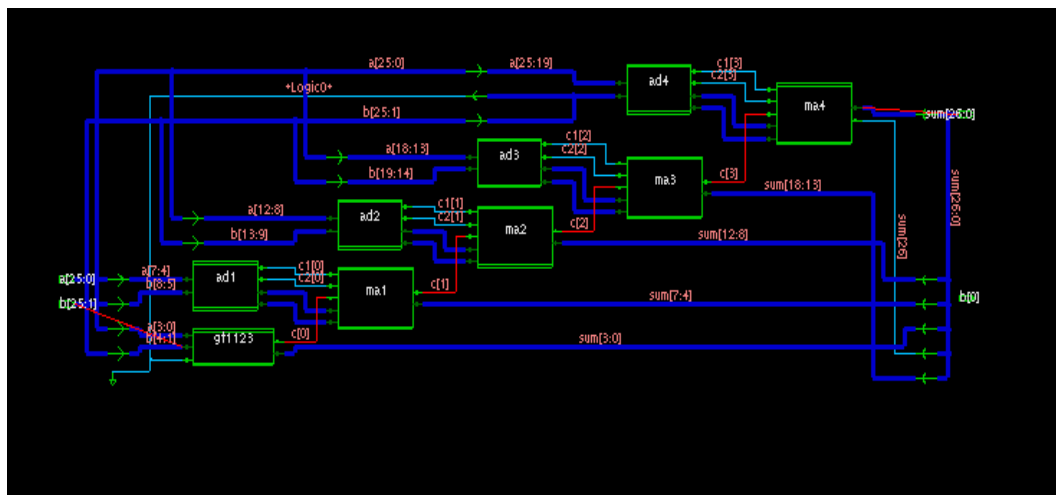 a[25:0]
a[25:19]
ad4
c1[3]
c2[3]
*Logic0*
ma4
b[25:1]
sum[26:0]
c1[2]
c2[2]
a[18:13]
ad3
b[19:14]
ma3
c[3]
sum[18:13]
sum[26:0]
c1[1]
c2[1]
a[12:8]
ad2
b[13:9]
ma2
c[2]
sum[12:8]
sum[26]
a[25:0]
a[7:4]
b[8:5]
ad1
c1[0]
c2[0]
ma1
c[1]
sum[7:4]
b[25:1]
b[0]
a[3:0]
b[4:1]
gf1123
c[0]
sum[3:0]